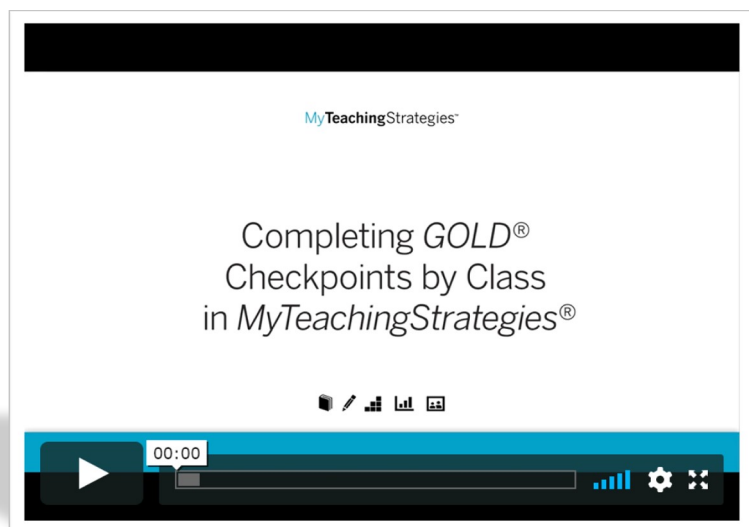 MyTeachingStrategies™
Completing GOLD®
Checkpoints by Class
in MyTeachingStrategies®
00:00